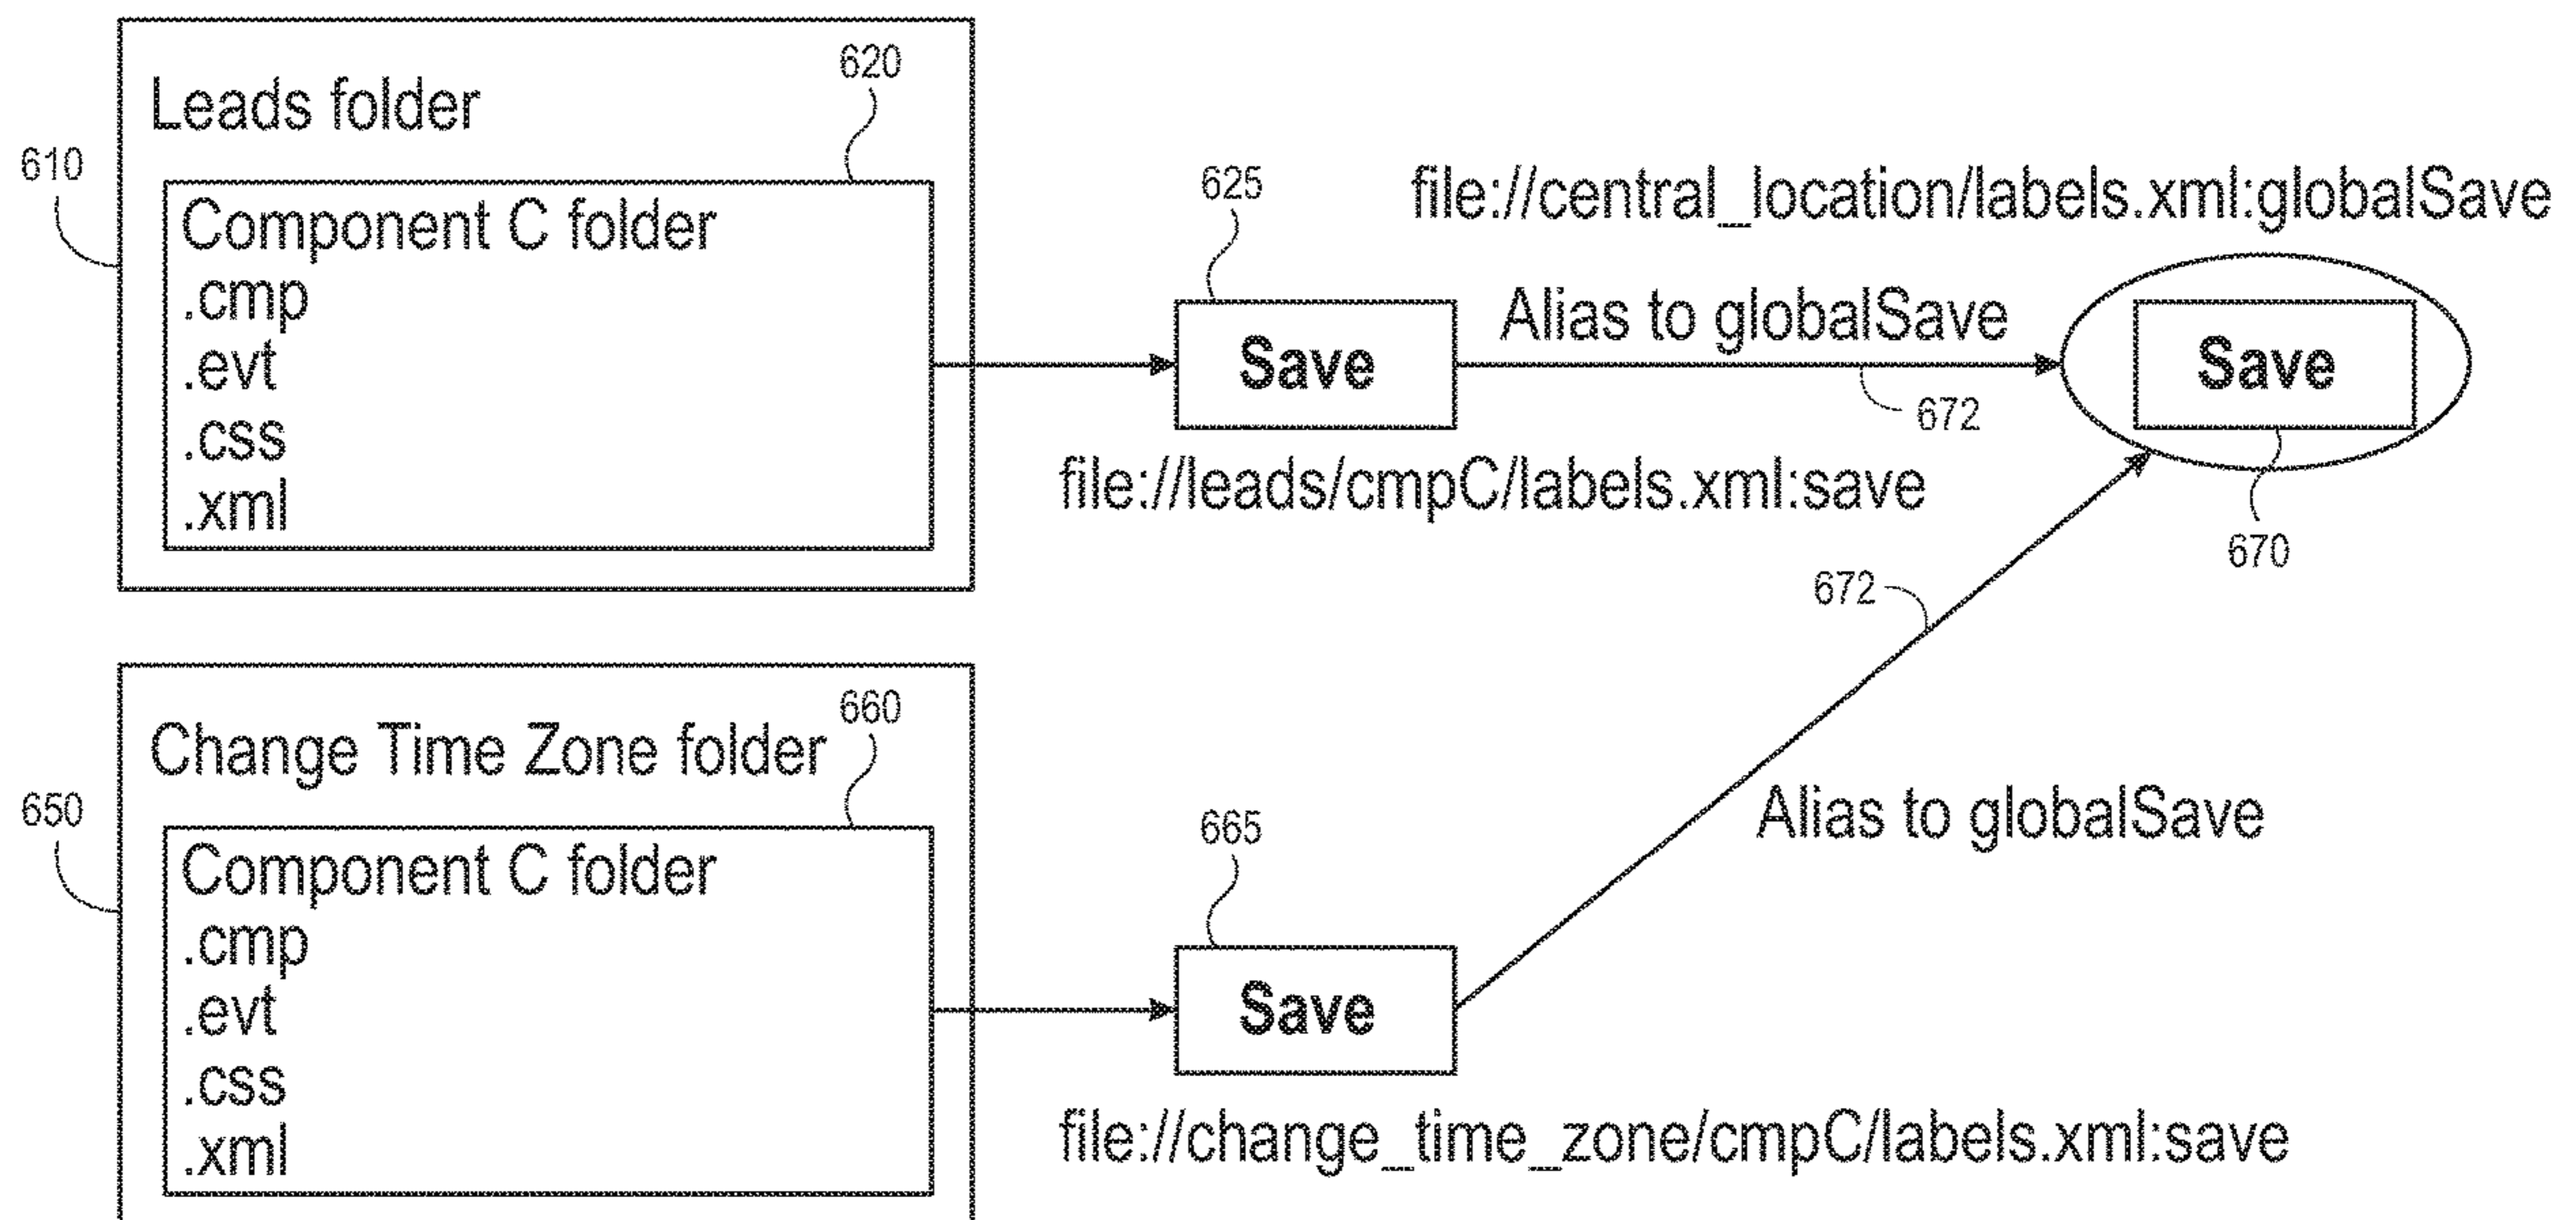 620
Leads folder
610
Component C folder
.cmp
.evt
.css
.xml
625
file://central_location/labels.xml:globalSave
Save
Alias to globalSave
Save
672
file://leads/cmpC/labels.xml:save
670
672
660
Change Time Zone folder
650
Component C folder
.cmp
.evt
.css
.xml
665
Alias to globalSave
Save
file://change_time_zone/cmpC/labels.xml:save